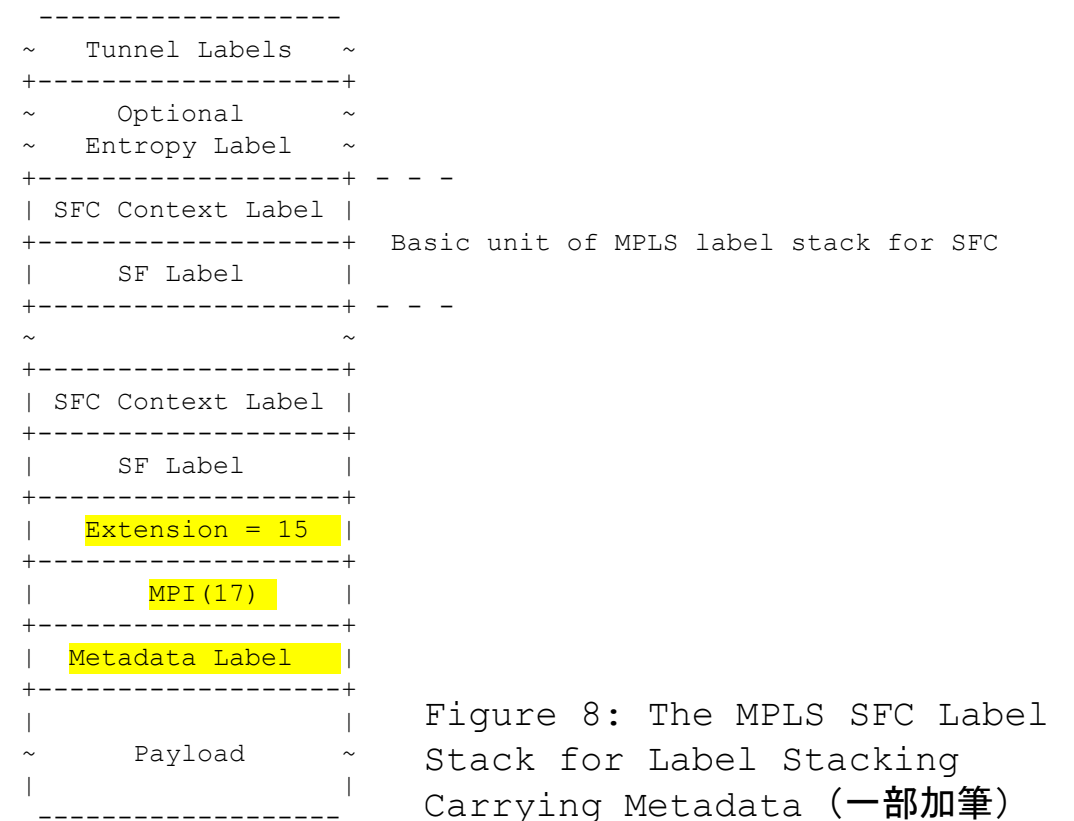 -------------------
~   Tunnel Labels   ~
+-------------------+
~     Optional      ~
~   Entropy Label   ~
+-------------------+ - - -
| SFC Context Label |
+-------------------+  Basic unit of MPLS label stack for SFC
|     SF Label      |
+-------------------+ - - -
~                   ~
+-------------------+
| SFC Context Label |
+-------------------+
|     SF Label      |
+-------------------+
|   Extension = 15  |
+-------------------+
|       MPI(17)     |
+-------------------+
|  Metadata Label   |
+-------------------+
|                   |
~      Payload      ~
|                   |
 -------------------
Figure 8: The MPLS SFC Label
Stack for Label Stacking
Carrying Metadata (一部加筆)